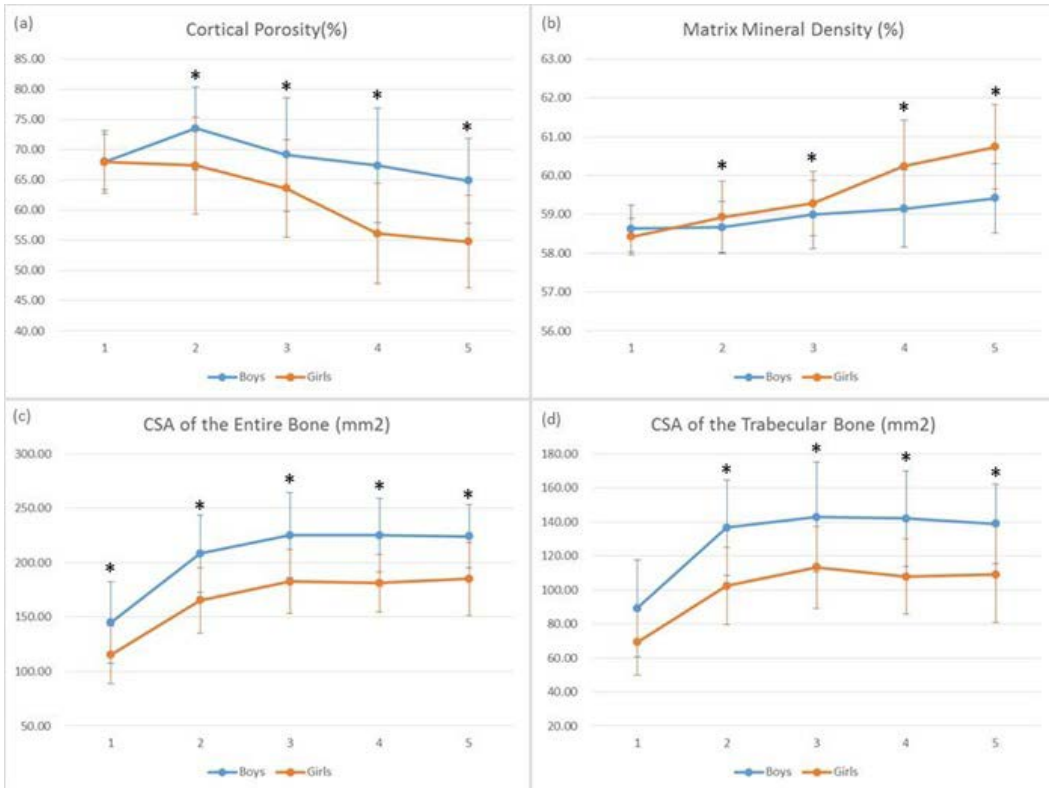 (a)
Cortical Porosity(%)
85.00
80.00
75.00
70.00
65.00
60.00
55.00
50.00
45.00
40.00
* * * *
1 2 3 4 5
Boys Girls
(b)
Matrix Mineral Density (%)
63.00
62.00
61.00
60.00
59.00
58.00
57.00
56.00
* * * *
1 2 3 4 5
Boys Girls
(c)
CSA of the Entire Bone (mm2)
300.00
250.00
200.00
150.00
100.00
50.00
* * * * *
1 2 3 4 5
Boys Girls
(d)
CSA of the Trabecular Bone (mm2)
180.00
160.00
140.00
120.00
100.00
80.00
60.00
40.00
20.00
* * * *
1 2 3 4 5
Boys Girls